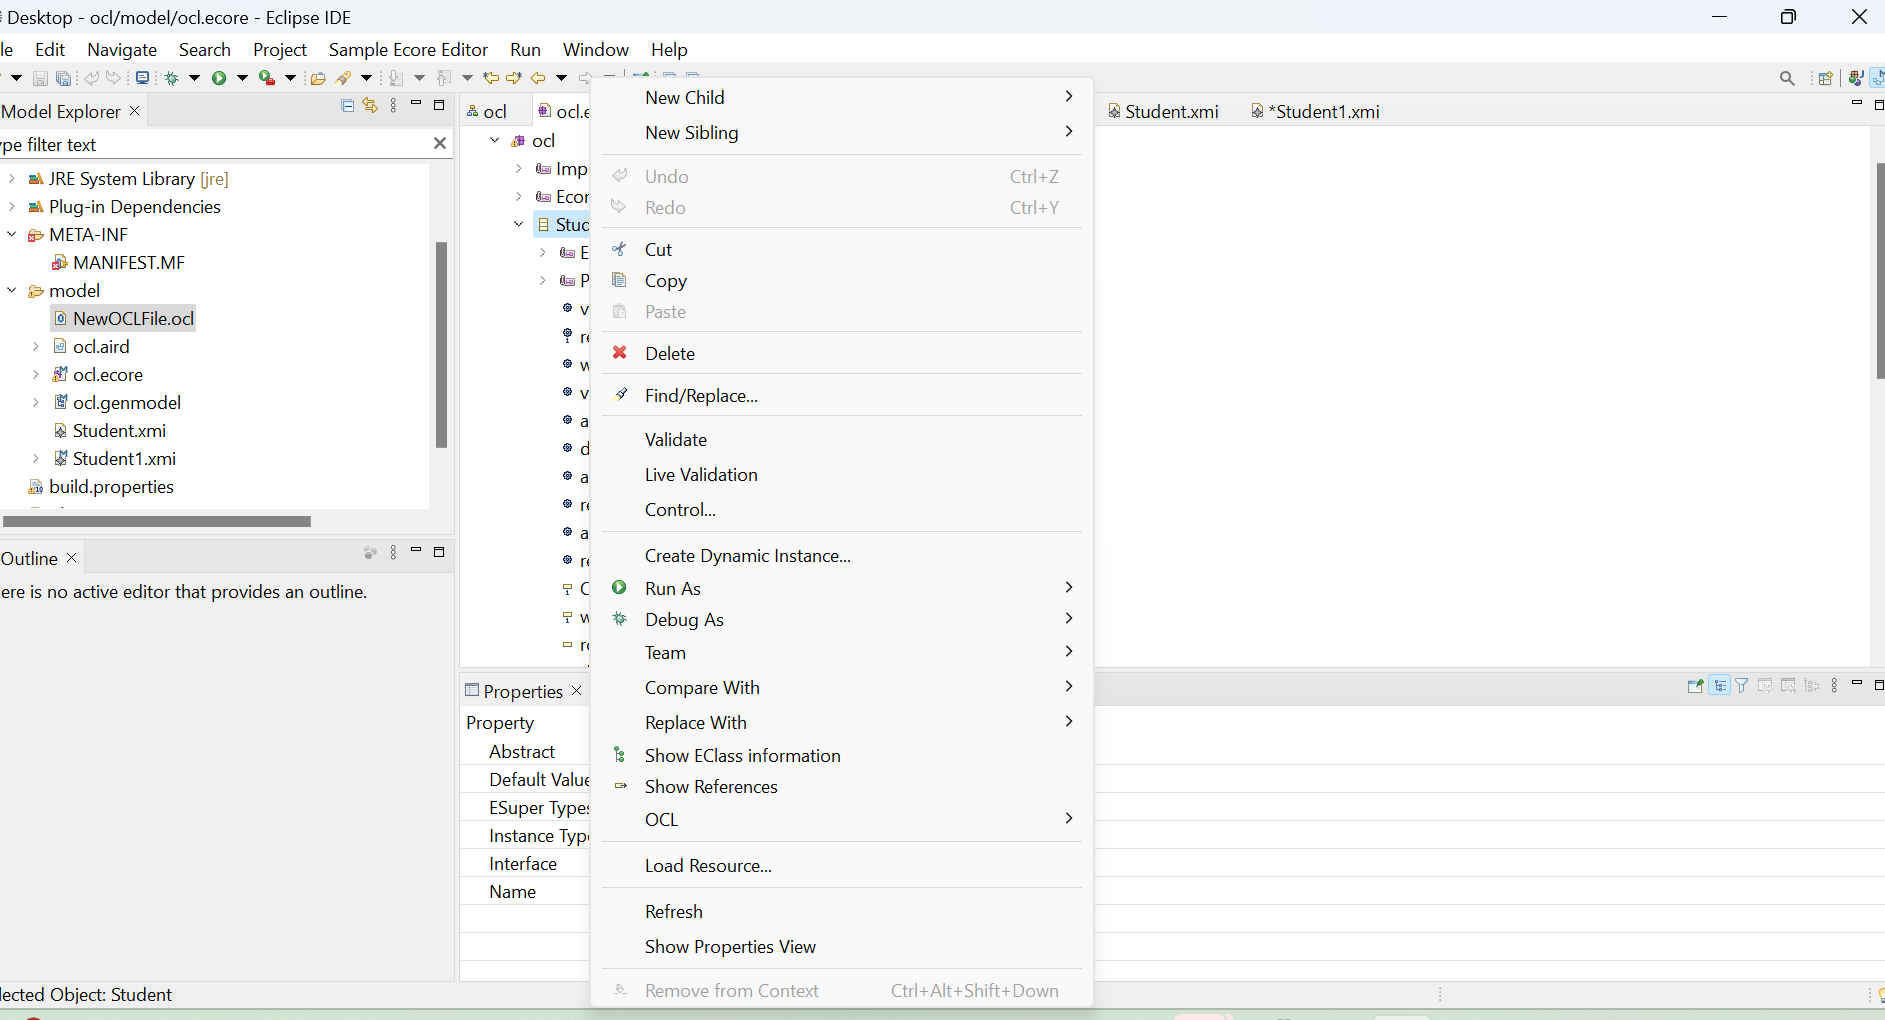 Desktop - ocl/model/ocl.ecore - Eclipse IDE
le Edit Navigate Search Project Sample Ecore Editor Run Window Help
Model Explorer
ype filter text
JRE System Library [jre]
Plug-in Dependencies
META-INF
MANIFEST.MF
model
NewOCLFile.ocl
ocl.aird
ocl.ecore
ocl.genmodel
Student.xmi
Student1.xmi
build.properties
Outline
ere is no active editor that provides an outline.
ocl ocl.e Student.xmi *Student1.xmi
ocl
Imp
Ecor
Stud
E
P
v
re
w
v
a
d
a
re
a
re
C
w
ro
New Child
New Sibling
Undo Ctrl+Z
Redo Ctrl+Y
Cut
Copy
Paste
Delete
Find/Replace...
Validate
Live Validation
Control...
Create Dynamic Instance...
Run As
Debug As
Team
Compare With
Replace With
Show EClass information
Show References
OCL
Load Resource...
Refresh
Show Properties View
Remove from Context Ctrl+Alt+Shift+Down
Properties
Property
Abstract
Default Value
ESuper Types
Instance Type
Interface
Name
lected Object: Student